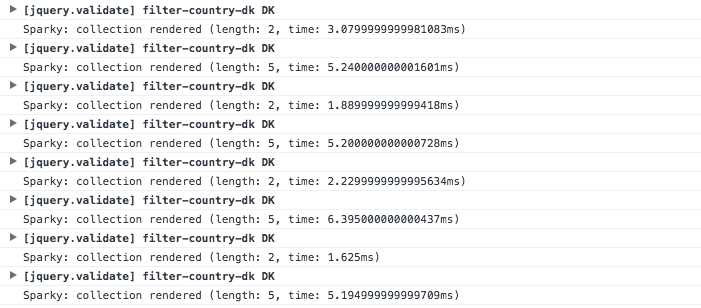 [jquery.validate] filter-country-dk DK
Sparky: collection rendered (length: 2, time: 3.0799999999981083ms)
[jquery.validate] filter-country-dk DK
Sparky: collection rendered (length: 5, time: 5.240000000001601ms)
[jquery.validate] filter-country-dk DK
Sparky: collection rendered (length: 2, time: 1.889999999999418ms)
[jquery.validate] filter-country-dk DK
Sparky: collection rendered (length: 5, time: 5.200000000000728ms)
[jquery.validate] filter-country-dk DK
Sparky: collection rendered (length: 2, time: 2.2299999999995634ms)
[jquery.validate] filter-country-dk DK
Sparky: collection rendered (length: 5, time: 6.395000000000437ms)
[jquery.validate] filter-country-dk DK
Sparky: collection rendered (length: 2, time: 1.625ms)
[jquery.validate] filter-country-dk DK
Sparky: collection rendered (length: 5, time: 5.194999999999709ms)